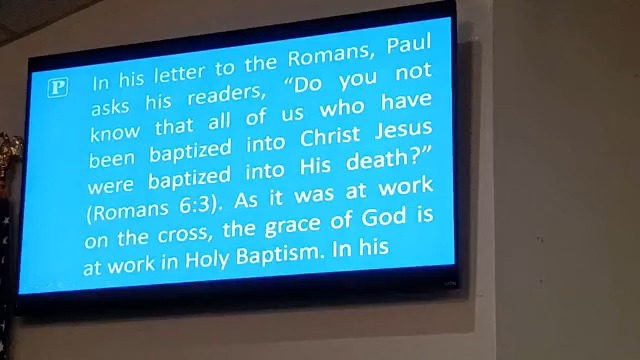 P In his letter to the Romans, Paul
asks his readers, “Do you not
know that all of us who have
been baptized into Christ Jesus
were baptized into His death?”
(Romans 6:3). As it was at work
on the cross, the grace of God is
at work in Holy Baptism. In his